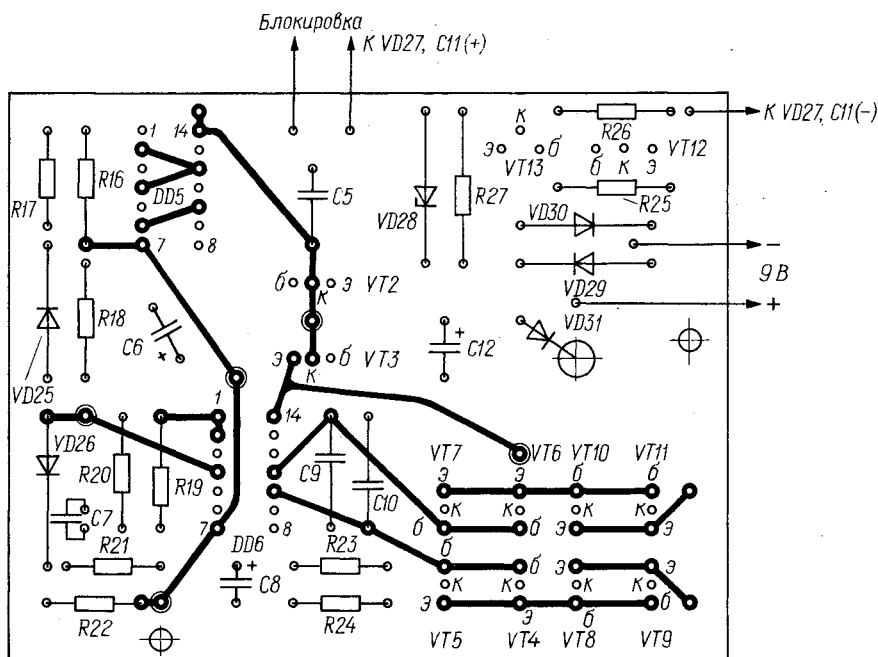 Блокировка
К VD27, C11(+)
К VD27, C11(-)
1
14
к
R26
э
б
VT13
б
к
э
VT12
R17
R16
DD5
C5
VD28
R27
R25
VD30
7
8
–
9 В
VD29
б
к
э
VT2
+
VD31
R18
C6
+
э
к
б
VT3
+
C12
VD25
1
14
VD26
R20
R19
C9
C10
VT7
VT6
VT10
VT11
э
э
б
б
к
к
к
к
C7
7
8
б
б
э
э
R21
DD6
R23
б
б
э
э
+
C8
к
к
к
к
R22
R24
э
э
б
б
VT5
VT4
VT8
VT9